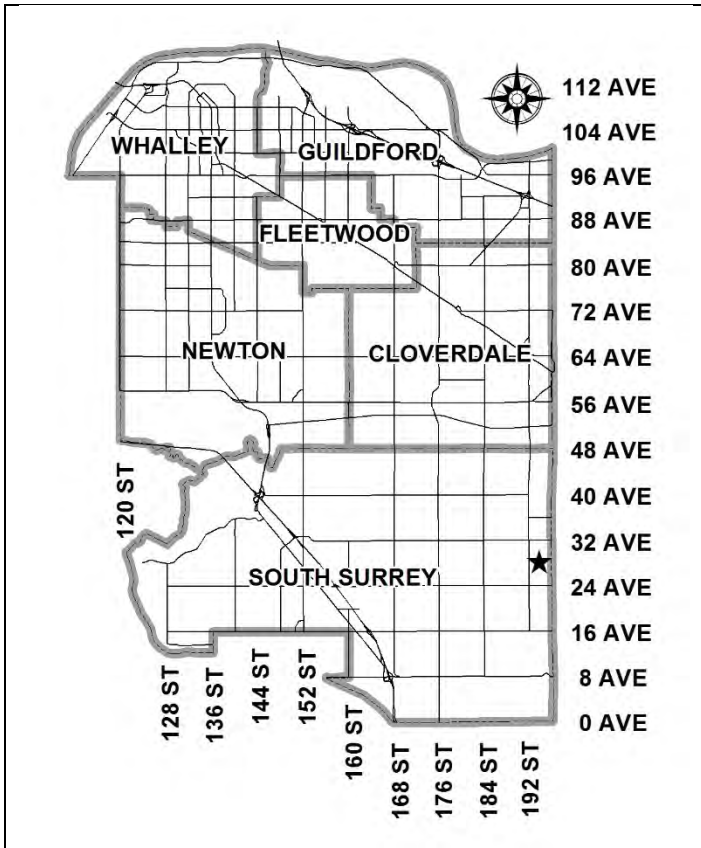 112 AVE
104 AVE
WHALLEY
GUILDFORD
96 AVE
88 AVE
FLEETWOOD
80 AVE
72 AVE
NEWTON
CLOVERDALE
64 AVE
56 AVE
48 AVE
120 ST
40 AVE
32 AVE
SOUTH SURREY
24 AVE
16 AVE
8 AVE
0 AVE
128 ST
136 ST
144 ST
152 ST
160 ST
168 ST
176 ST
184 ST
192 ST